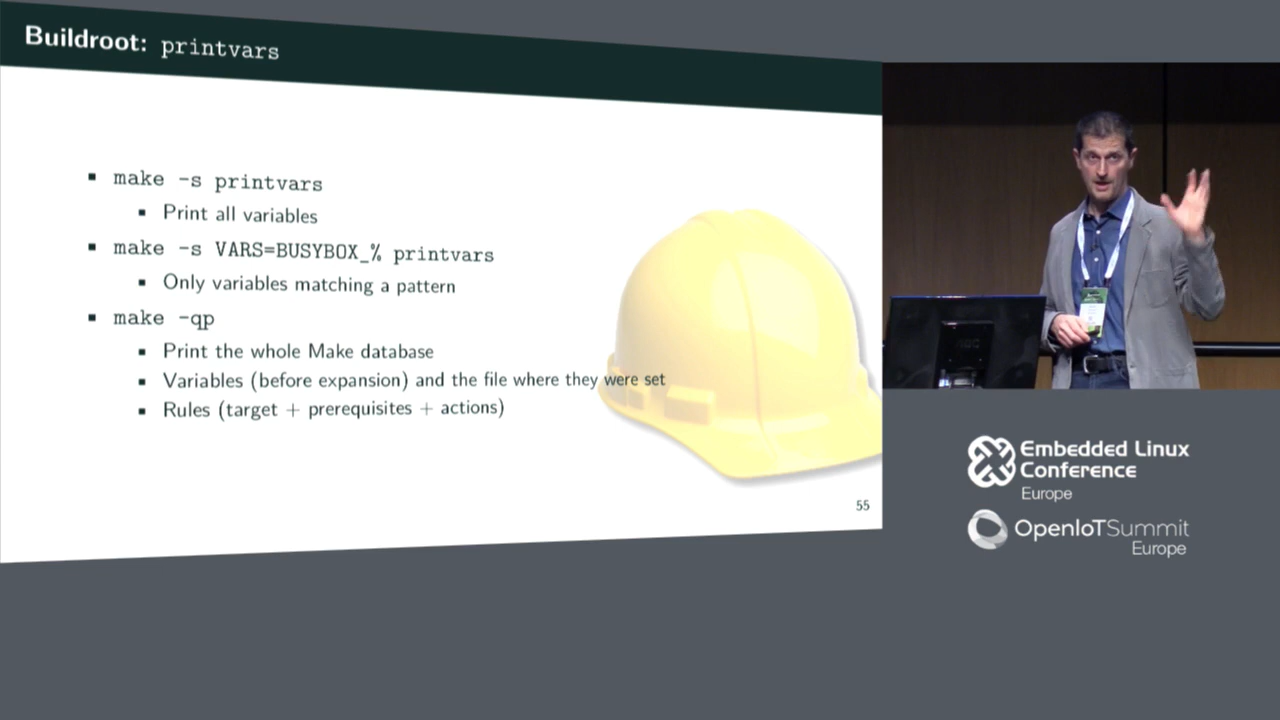 Buildroot: printvars
▪ make -s printvars
▪ Print all variables
▪ make -s VARS=BUSYBOX_% printvars
▪ Only variables matching a pattern
▪ make -qp
▪ Print the whole Make database
▪ Variables (before expansion) and the file where they were set
▪ Rules (target + prerequisites + actions)
55
Embedded Linux
Conference
Europe
OpenIoTSummit
Europe